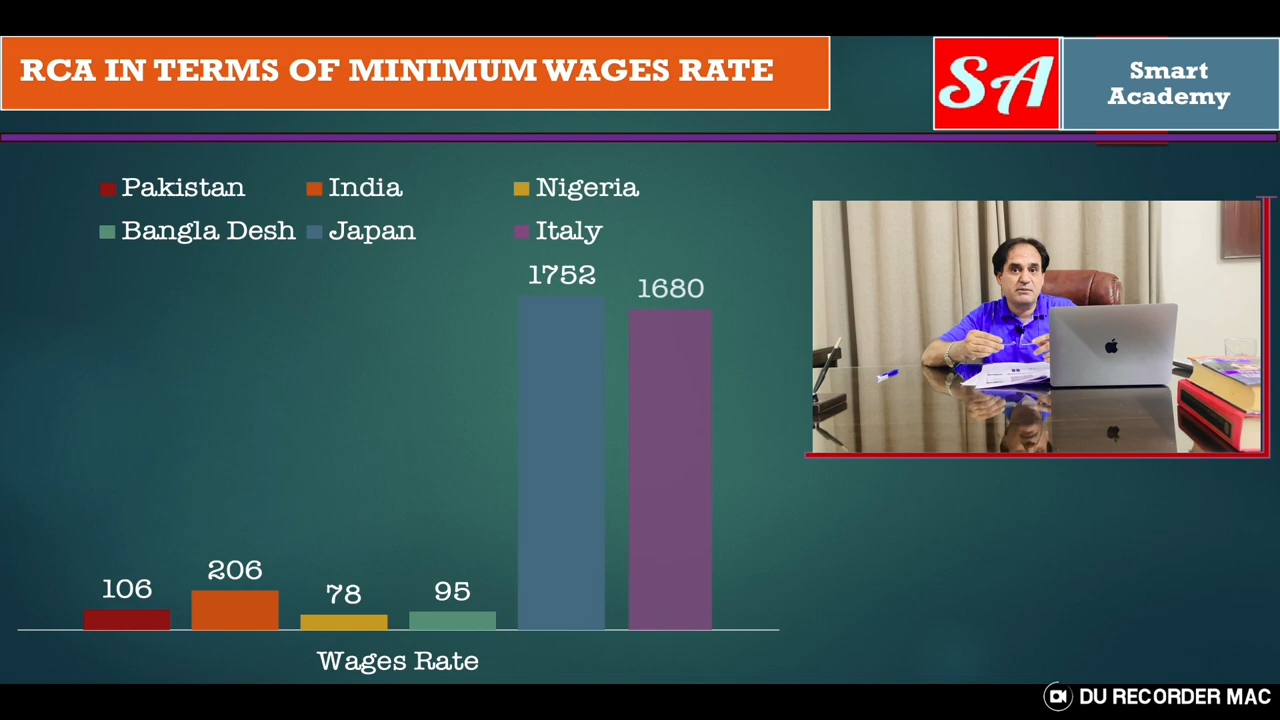 RCA IN TERMS OF MINIMUM WAGES RATE
SA
Smart
Academy
Pakistan
India
Nigeria
Bangla Desh
Japan
Italy
106
206
78
95
1752
1680
Wages Rate
DU RECORDER MAC